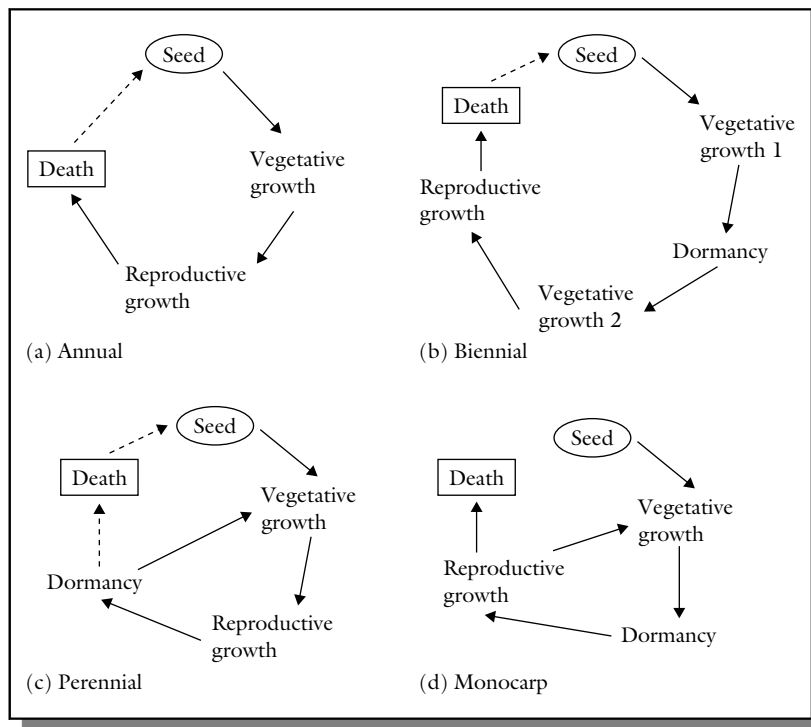 Seed
Death
Vegetative
growth
Reproductive
growth
(a) Annual
Seed
Death
Vegetative
growth 1
Reproductive
growth
Dormancy
Vegetative
growth 2
(b) Biennial
Seed
Death
Vegetative
growth
Dormancy
Reproductive
growth
(c) Perennial
Seed
Death
Vegetative
growth
Reproductive
growth
Dormancy
(d) Monocarp